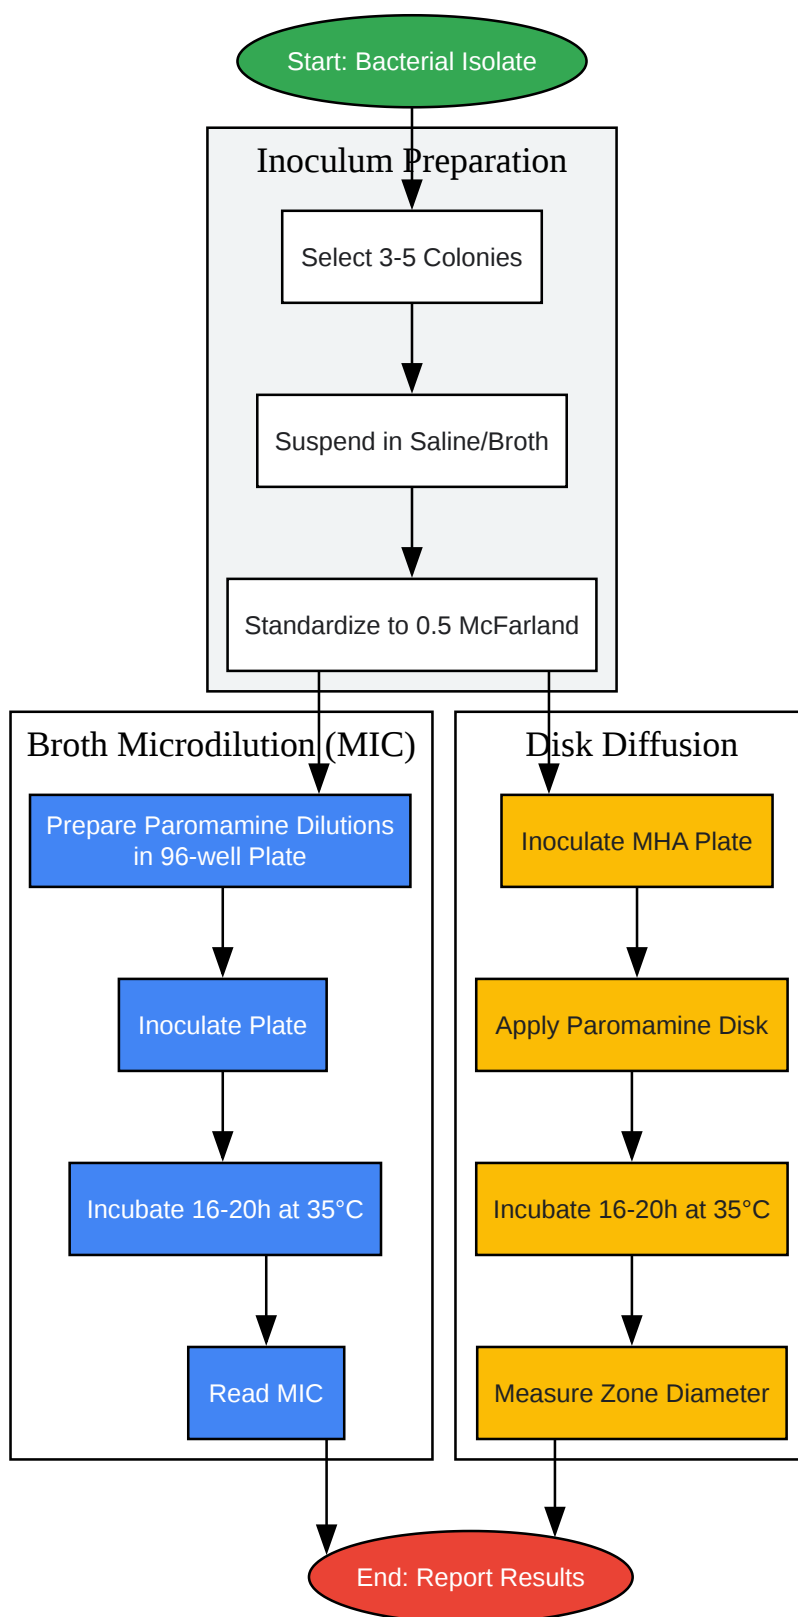 Start: Bacterial Isolate
Inoculum Preparation
Select 3-5 Colonies
Suspend in Saline/Broth
Standardize to 0.5 McFarland
Broth Microdilution (MIC)
Prepare Paromamine Dilutions
in 96-well Plate
Inoculate Plate
Incubate 16-20h at 35°C
Read MIC
Disk Diffusion
Inoculate MHA Plate
Apply Paromamine Disk
Incubate 16-20h at 35°C
Measure Zone Diameter
End: Report Results